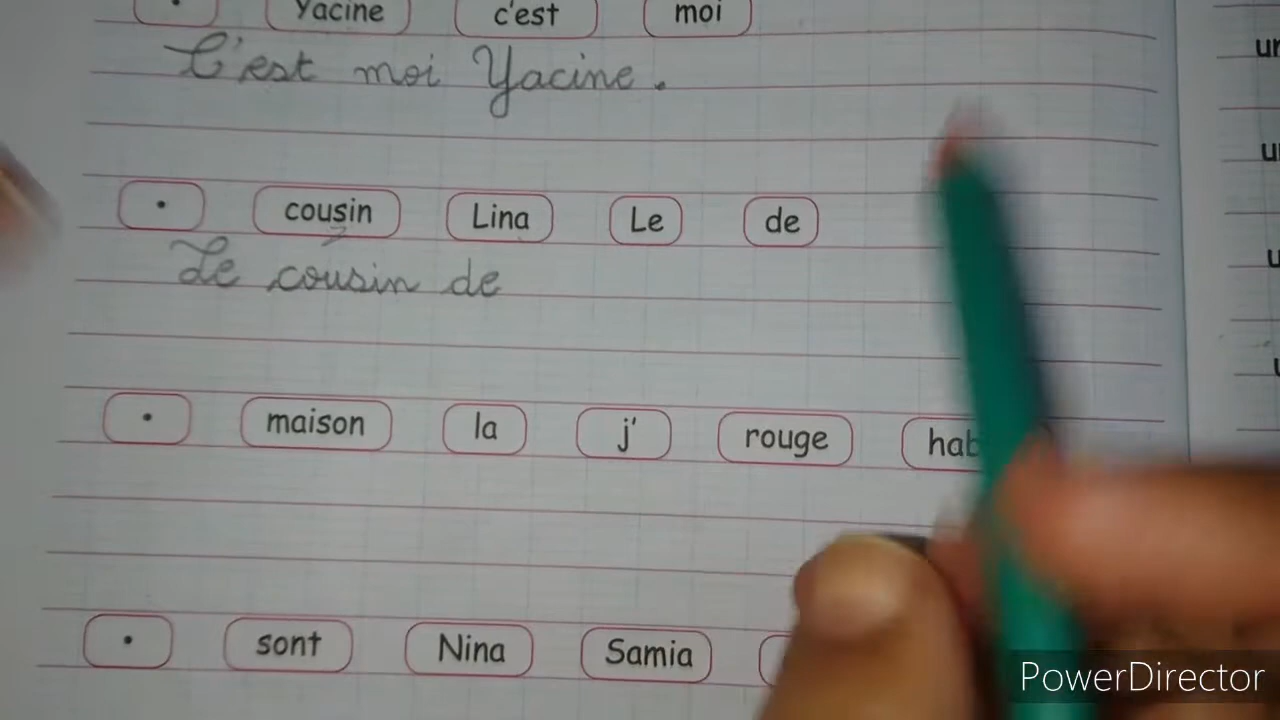 . Yacine c'est moi
C'est moi Yacine .
. cousin Lina Le de
Le cousin de
. maison la j' rouge hab
. sont Nina Samia
PowerDirector